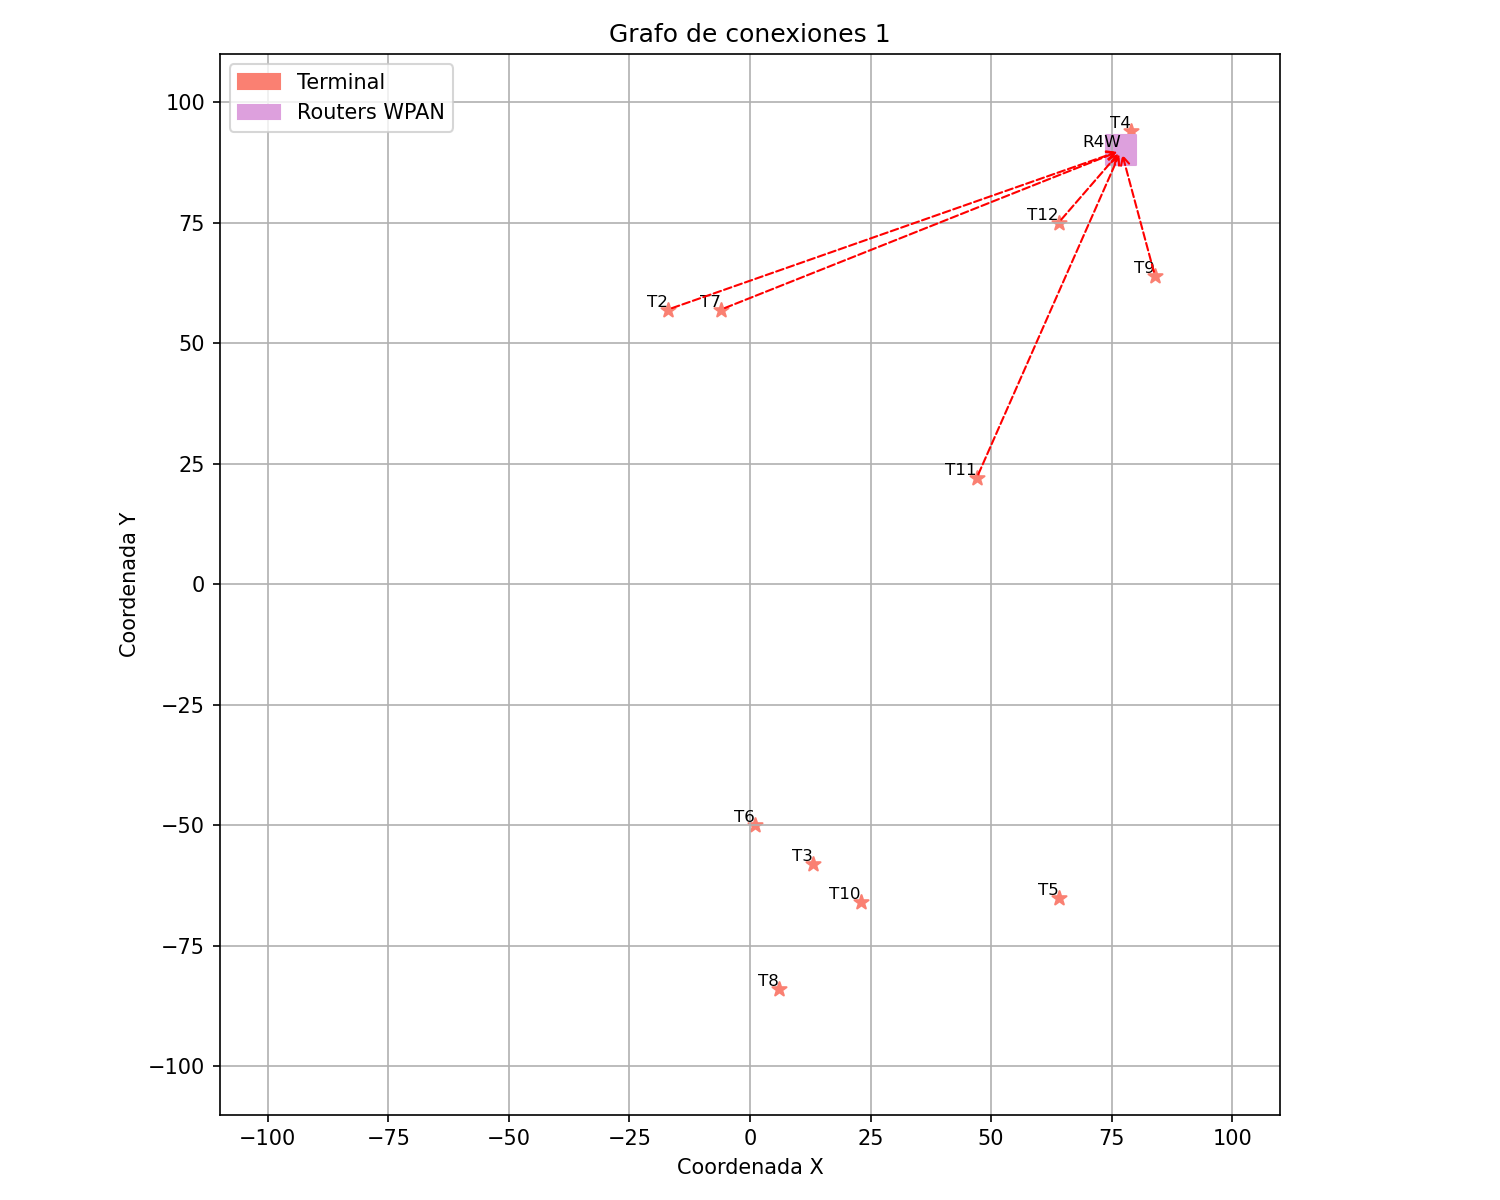 Grafo de conexiones 1
Terminal
Routers WPAN
T4
R4W
T12
T9
T2
T7
T11
T6
T3
T10
T5
T8
Coordenada Y
100
75
50
25
0
−25
−50
−75
−100
−100
−75
−50
−25
0
25
50
75
100
Coordenada X